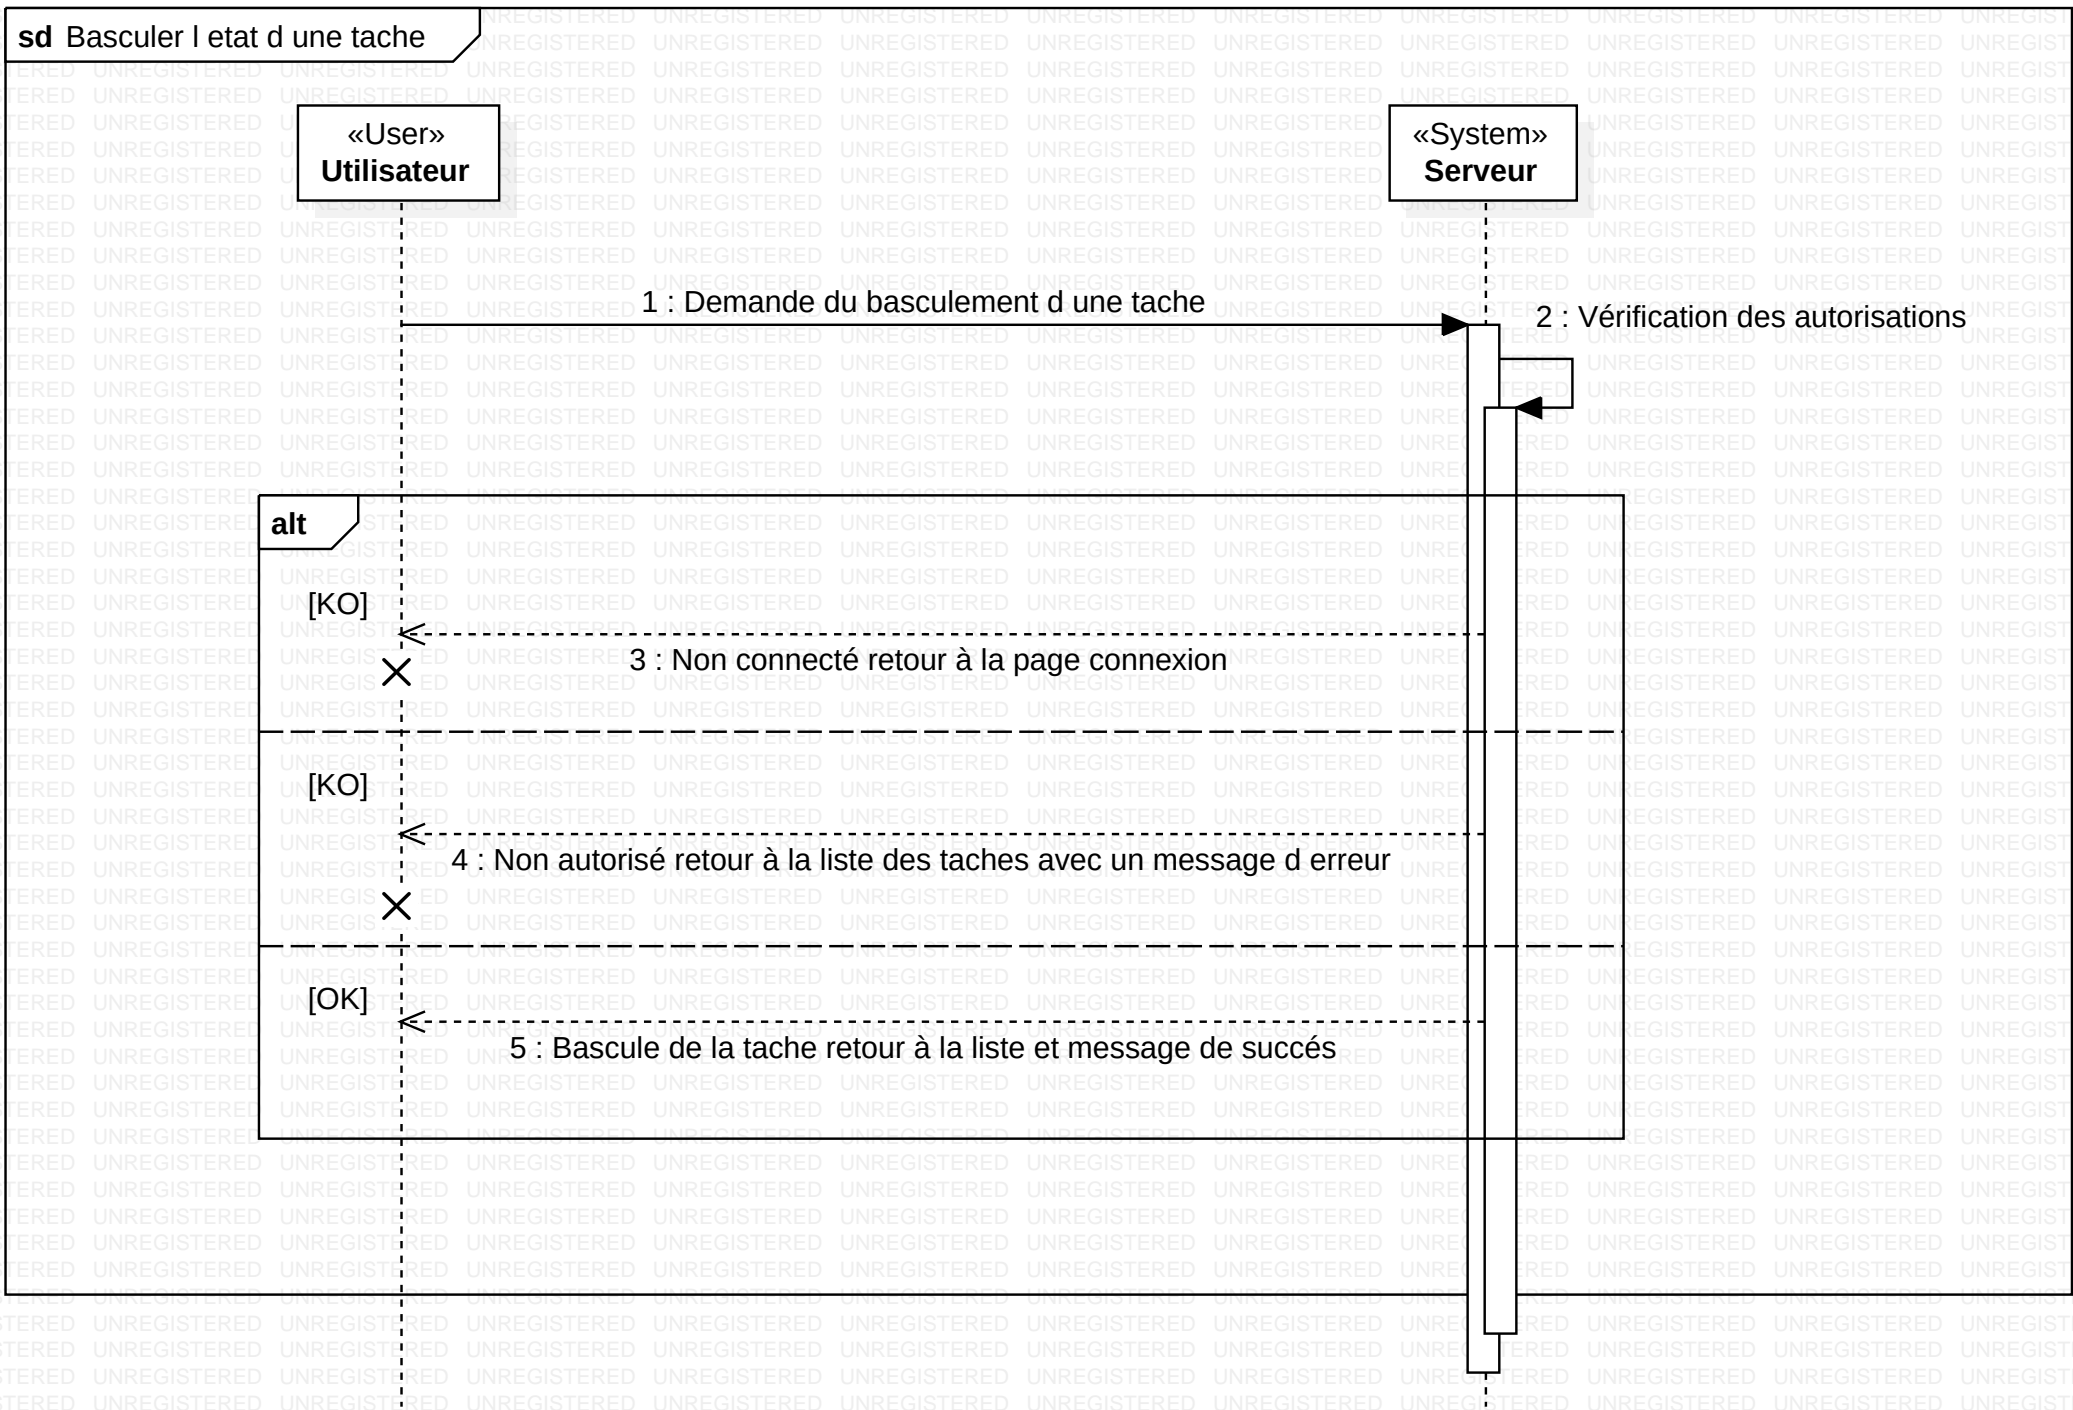 sd Basculer l etat d une tache
«User»
Utilisateur
«System»
Serveur
1 : Demande du basculement d une tache
2 : Vérification des autorisations
alt
[KO]
3 : Non connecté retour à la page connexion
[KO]
4 : Non autorisé retour à la liste des taches avec un message d erreur
[OK]
5 : Bascule de la tache retour à la liste et message de succés
UNREGISTERED